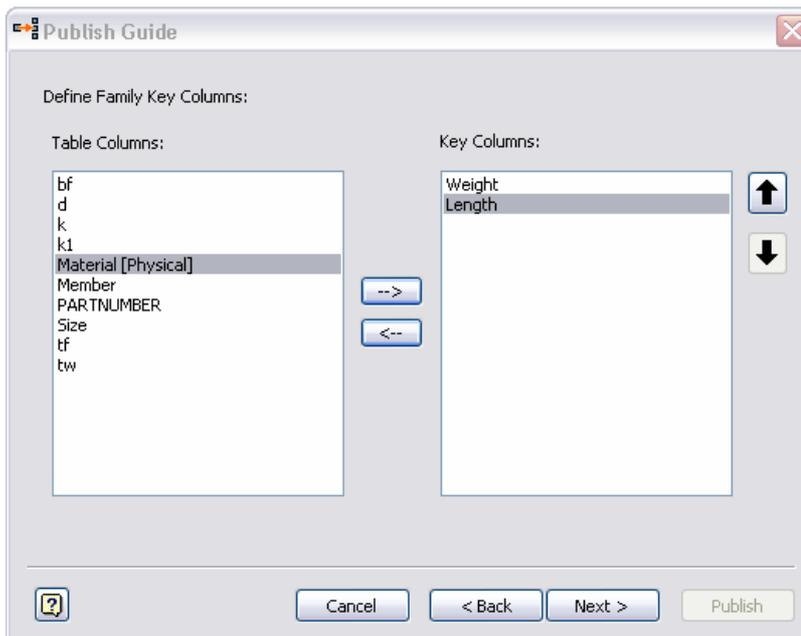 Publish Guide
Define Family Key Columns:
Table Columns:
bf
d
k
k1
Material [Physical]
Member
PARTNUMBER
Size
tf
tw
-->
<--
Key Columns:
Weight
Length
Cancel
< Back
Next >
Publish